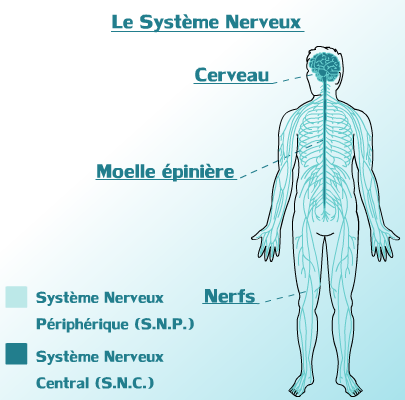 Le Système Nerveux
Cerveau
Moelle épinière
Nerfs
Système Nerveux
Périphérique (S.N.P.)
Système Nerveux
Central (S.N.C.)